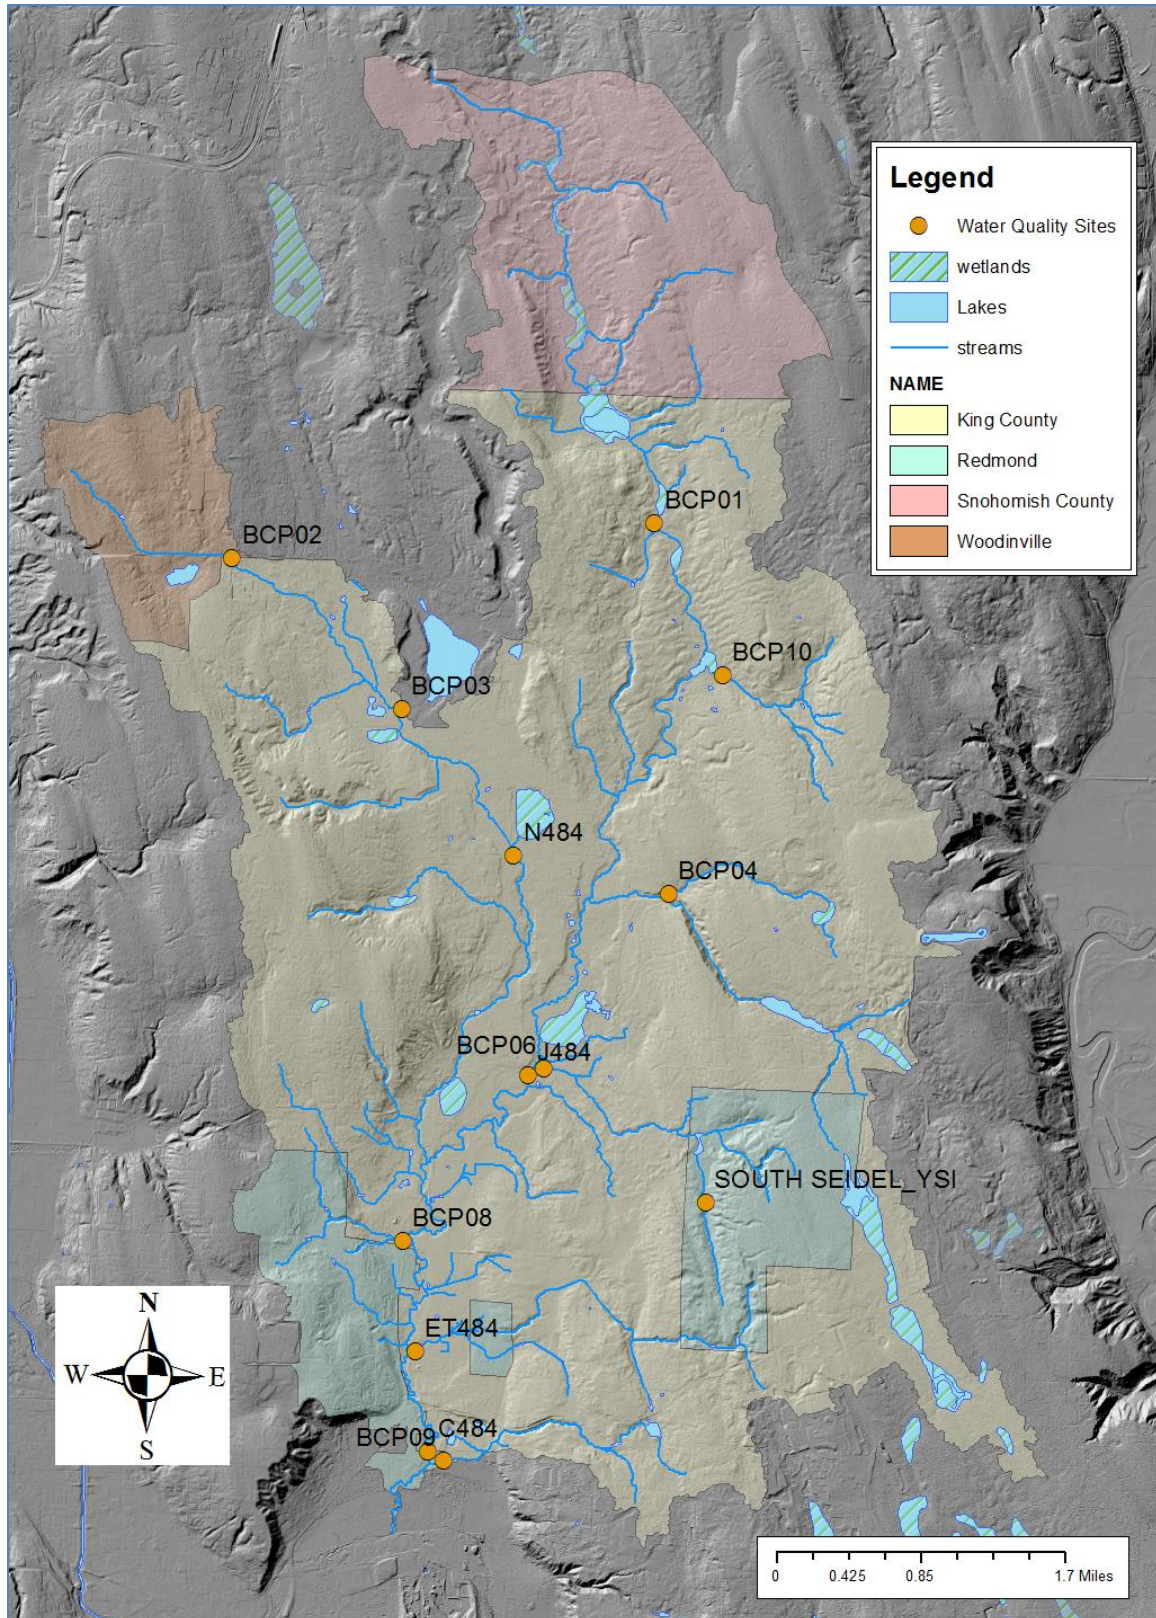 Legend
Water Quality Sites
wetlands
Lakes
streams
NAME
King County
Redmond
Snohomish County
Woodinville
BCP01
BCP02
BCP10
BCP03
N484
BCP04
BCP06
J484
SOUTH SEIDEL_YSI
BCP08
ET484
BCP09
C484
N
W
E
S
0 0.425 0.85 1.7 Miles